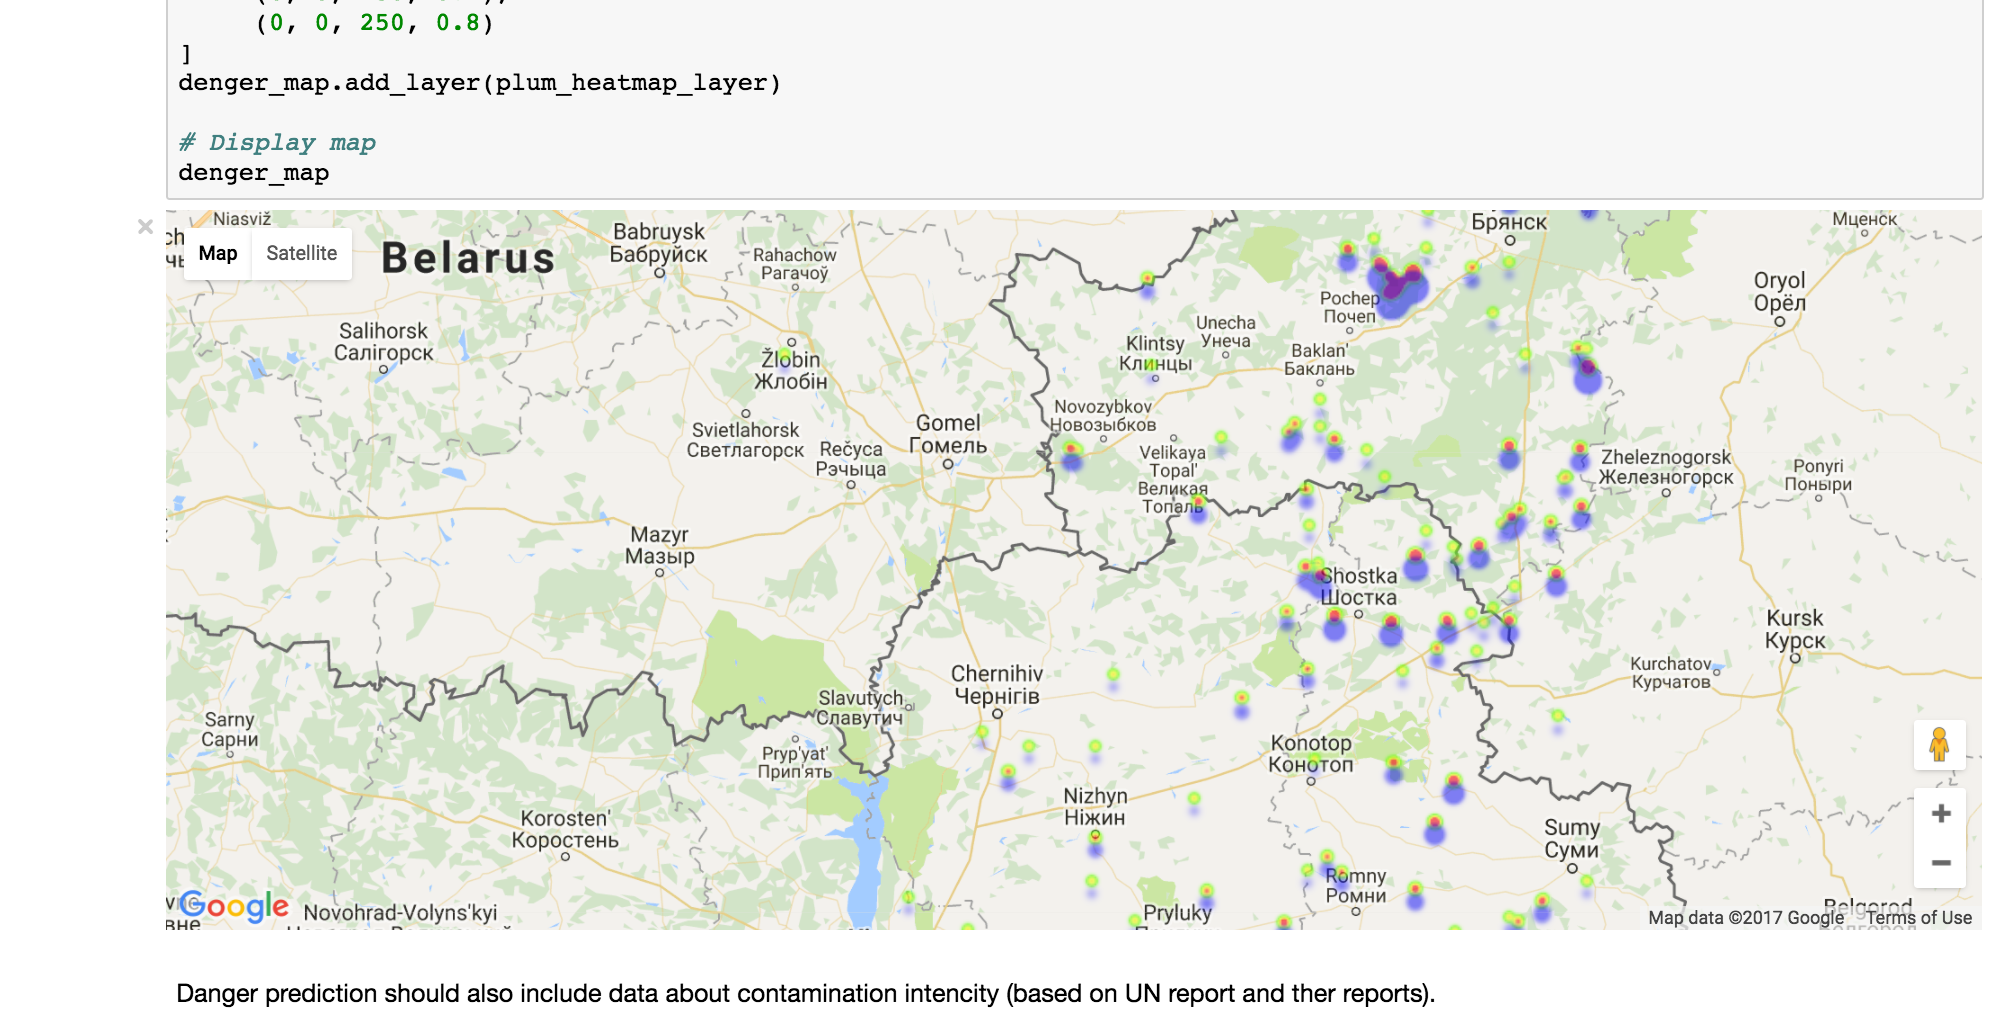 (0, 0, 250, 0.8)
]
denger_map.add_layer(plum_heatmap_layer)
# Display map
denger_map
Niasviž
Map
Satellite
Belarus
Babruysk
Бабруйск
Rahachow
Рагачоў
Брянск
Мценск
Oryol
Орёл
Salihorsk
Салігорск
Žlobin
Жлобін
Pochep
Почеп
Unecha
Унеча
Klintsy
Клинцы
Baklan'
Баклань
Novozybkov
Новозыбков
Svietlahorsk
Светлагорск
Rečyca
Рэчыца
Gomel
Гомель
Velikaya
Topal'
Великая
Топаль
Zheleznogorsk
Железногорск
Ponyri
Поныри
Mazyr
Мазыр
Shostka
Шостка
Kursk
Курск
Kurchatov
Курчатов
Chernihiv
Чернігів
Slavutych
Славутич
Sarny
Сарни
Pryp'yat'
Прип'ять
Konotop
Конотоп
Nizhyn
Ніжин
Korosten'
Коростень
Sumy
Суми
Romny
Ромни
Pryluky
Google
Novohrad-Volyns'kyi
Belgorod
Map data ©2017 Google
Terms of Use
Danger prediction should also include data about contamination intencity (based on UN report and ther reports).